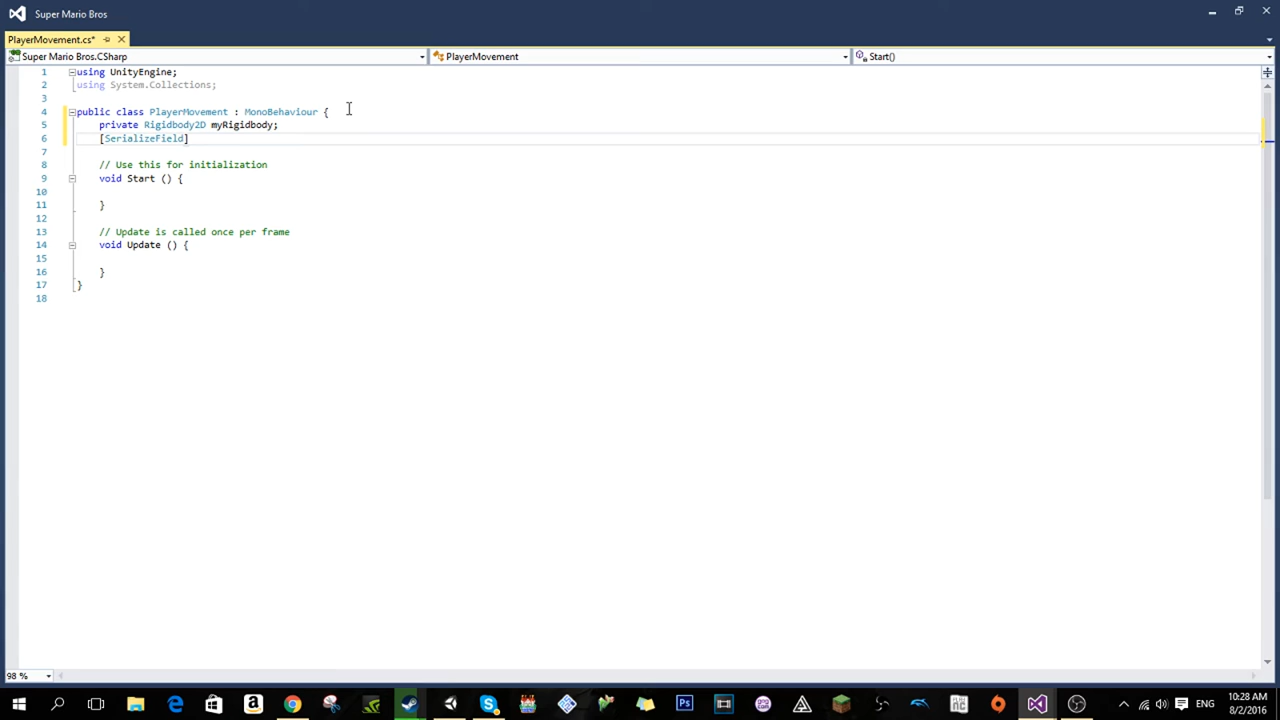 Super Mario Bros
PlayerMovement.cs*
Super Mario Bros.CSharp PlayerMovement Start()
1 using UnityEngine;
2 using System.Collections;
3
4 public class PlayerMovement : MonoBehaviour {
5 private Rigidbody2D myRigidbody;
6 [SerializeField]
7
8 // Use this for initialization
9 void Start () {
10
11 }
12
13 // Update is called once per frame
14 void Update () {
15
16 }
17 }
18
98 %
Ps
ENG
10:28 AM
8/2/2016